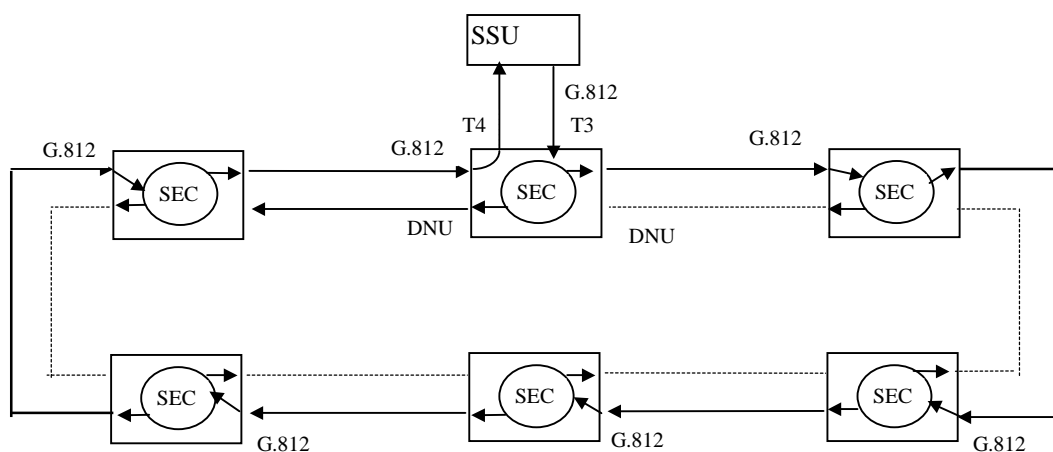 SSU
G.812
T4 T3
G.812 G.812 G.812
SEC SEC SEC
DNU DNU
SEC SEC SEC
G.812 G.812 G.812